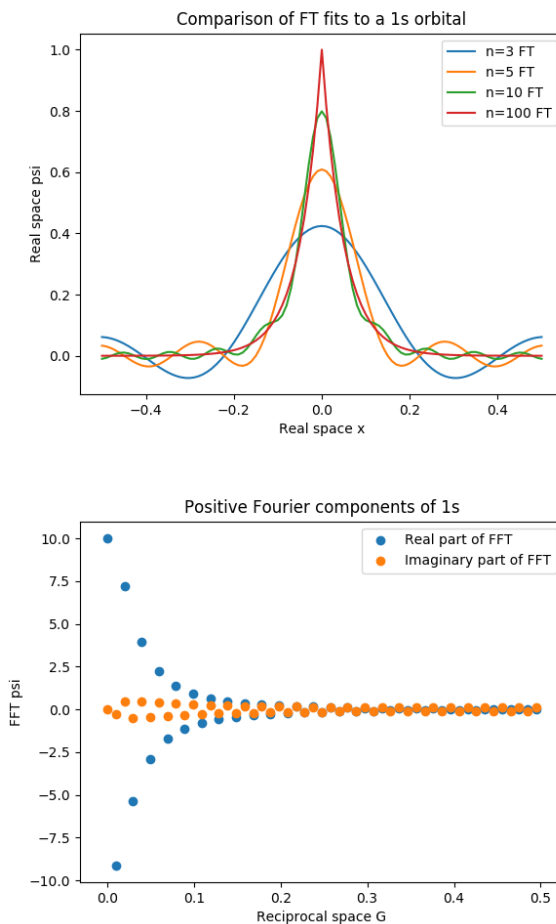 Comparison of FT fits to a 1s orbital
n=3 FT
n=5 FT
n=10 FT
n=100 FT
1.0
0.8
0.6
0.4
0.2
0.0
Real space psi
−0.4
−0.2
0.0
0.2
0.4
Real space x
Positive Fourier components of 1s
Real part of FFT
Imaginary part of FFT
10.0
7.5
5.0
2.5
0.0
−2.5
−5.0
−7.5
−10.0
FFT psi
0.0
0.1
0.2
0.3
0.4
0.5
Reciprocal space G